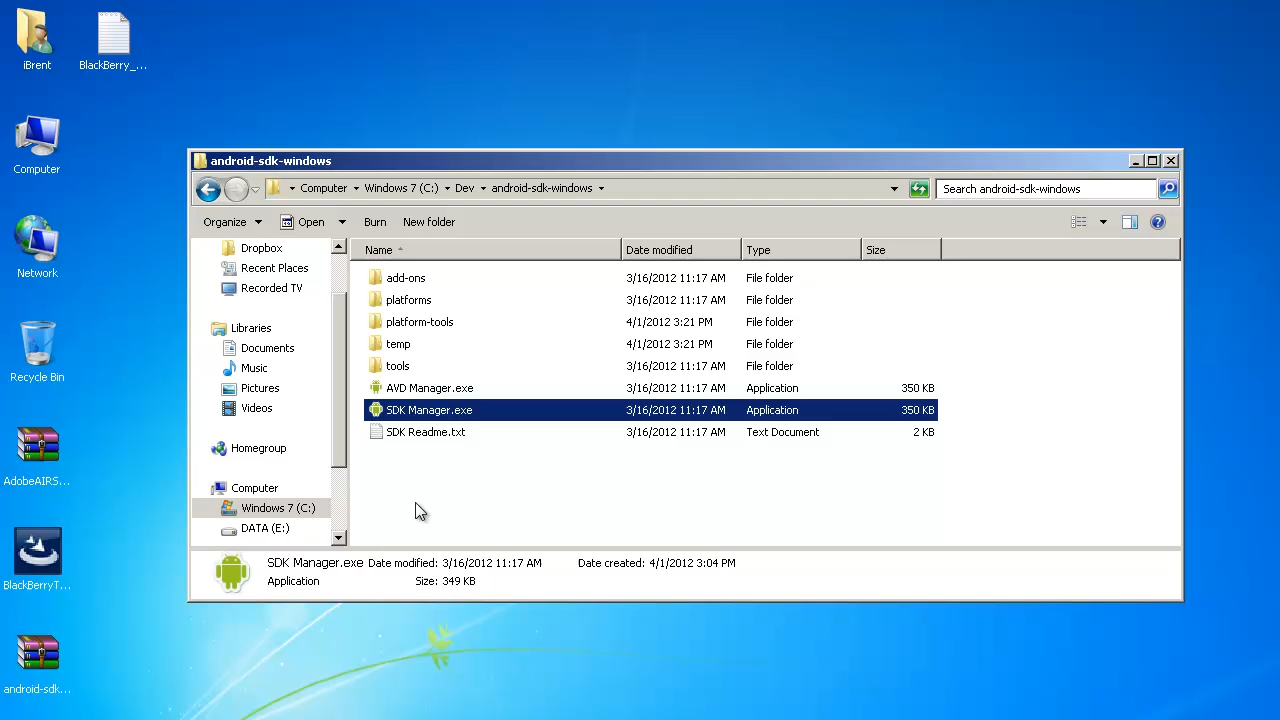 iBrent
BlackBerry_...
Computer
Network
Recycle Bin
AdobeAIRS...
BlackBerryT...
android-sdk...
android-sdk-windows
Computer Windows 7 (C:) Dev android-sdk-windows
Search android-sdk-windows
Organize Open Burn New folder
Dropbox
Recent Places
Recorded TV
Libraries
Documents
Music
Pictures
Videos
Homegroup
Computer
Windows 7 (C:)
DATA (E:)
Name Date modified Type Size
add-ons 3/16/2012 11:17 AM File folder
platforms 3/16/2012 11:17 AM File folder
platform-tools 4/1/2012 3:21 PM File folder
temp 4/1/2012 3:21 PM File folder
tools 3/16/2012 11:17 AM File folder
AVD Manager.exe 3/16/2012 11:17 AM Application 350 KB
SDK Manager.exe 3/16/2012 11:17 AM Application 350 KB
SDK Readme.txt 3/16/2012 11:17 AM Text Document 2 KB
SDK Manager.exe Date modified: 3/16/2012 11:17 AM Date created: 4/1/2012 3:04 PM
Application Size: 349 KB